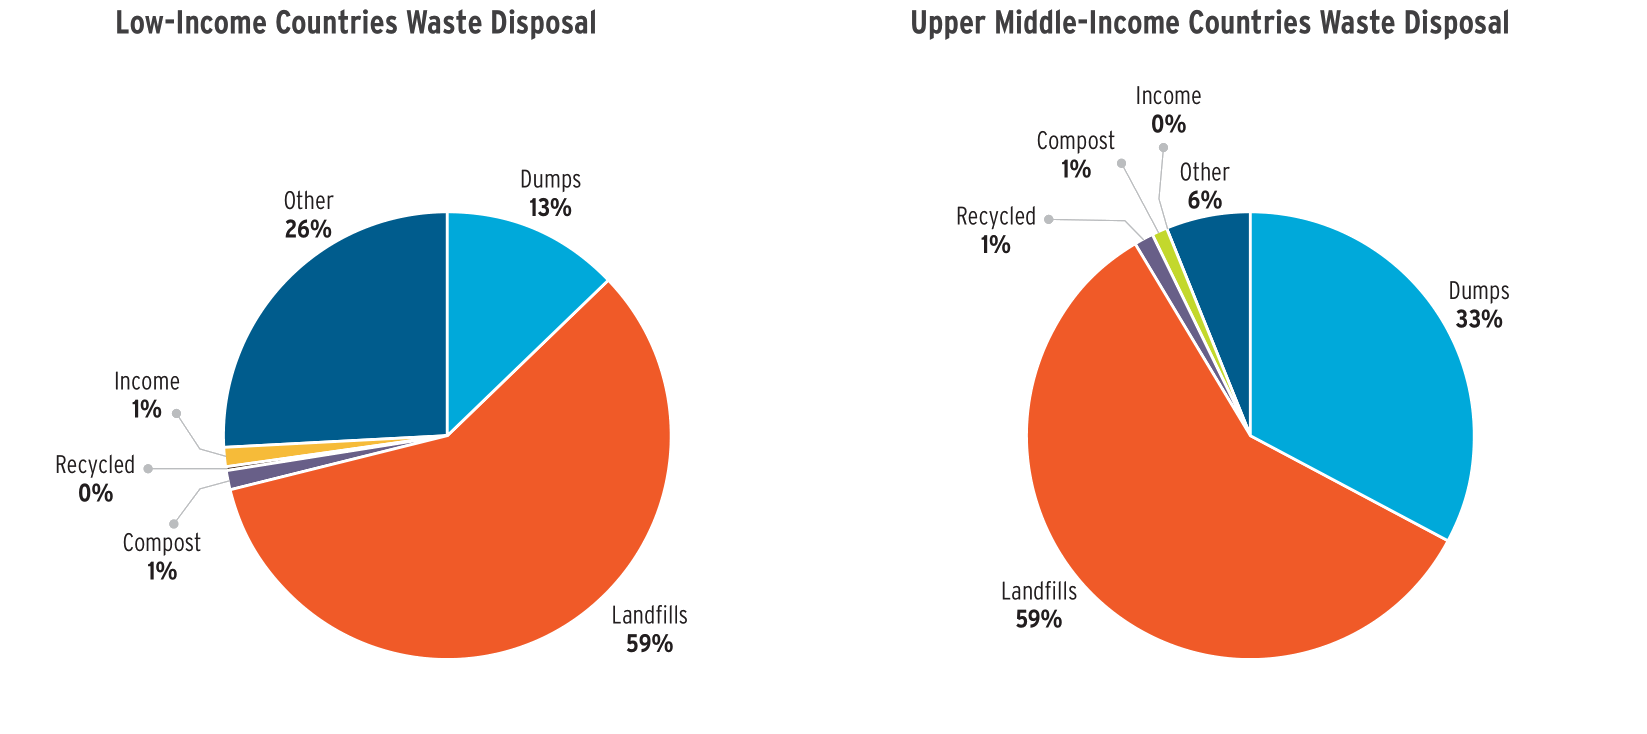 Low-Income Countries Waste Disposal
Other
26%
Dumps
13%
Income
1%
Recycled
0%
Compost
1%
Landfills
59%
Upper Middle-Income Countries Waste Disposal
Income
0%
Compost
1%
Other
6%
Recycled
1%
Dumps
33%
Landfills
59%